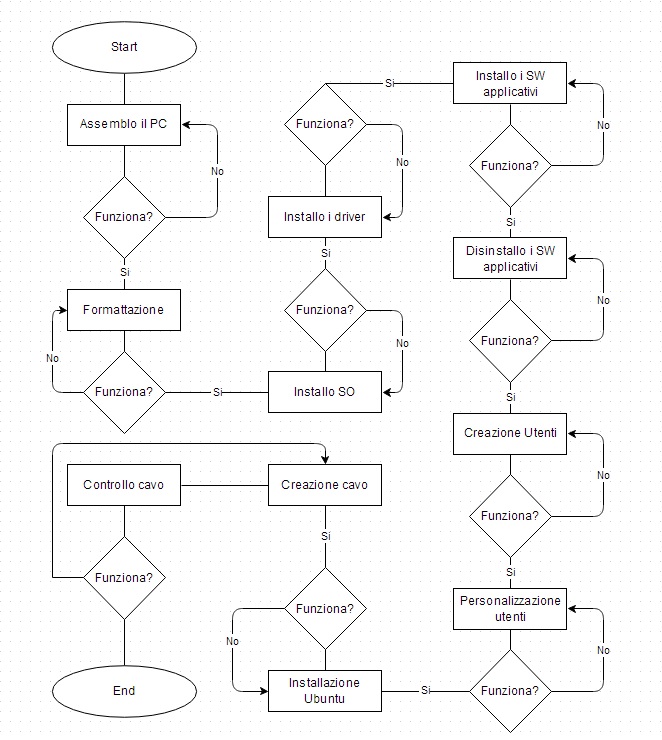 Start
Assemblo il PC
Funziona?
No
Si
Formattazione
Funziona?
No
Si
Installo SO
Funziona?
No
Si
Installo i driver
Funziona?
No
Si
Installo i SW
applicativi
Funziona?
No
Si
Disinstallo i SW
applicativi
Funziona?
No
Si
Creazione Utenti
Funziona?
No
Si
Personalizzazione
utenti
Funziona?
No
Si
Installazione
Ubuntu
Funziona?
No
Si
Creazione cavo
Controllo cavo
Funziona?
End